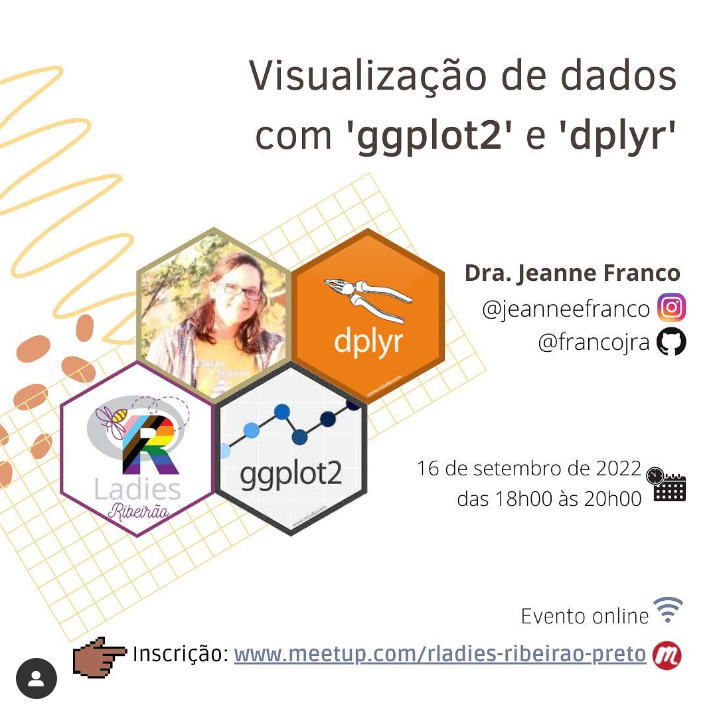 Visualização de dados
com 'ggplot2' e 'dplyr'
Dra. Jeanne Franco
@jeanneefranco
@francojra
dplyr
R
Ladies
Ribeirão
ggplot2
16 de setembro de 2022
das 18h00 às 20h00
Evento online
Inscrição: www.meetup.com/rladies-ribeirao-preto
m